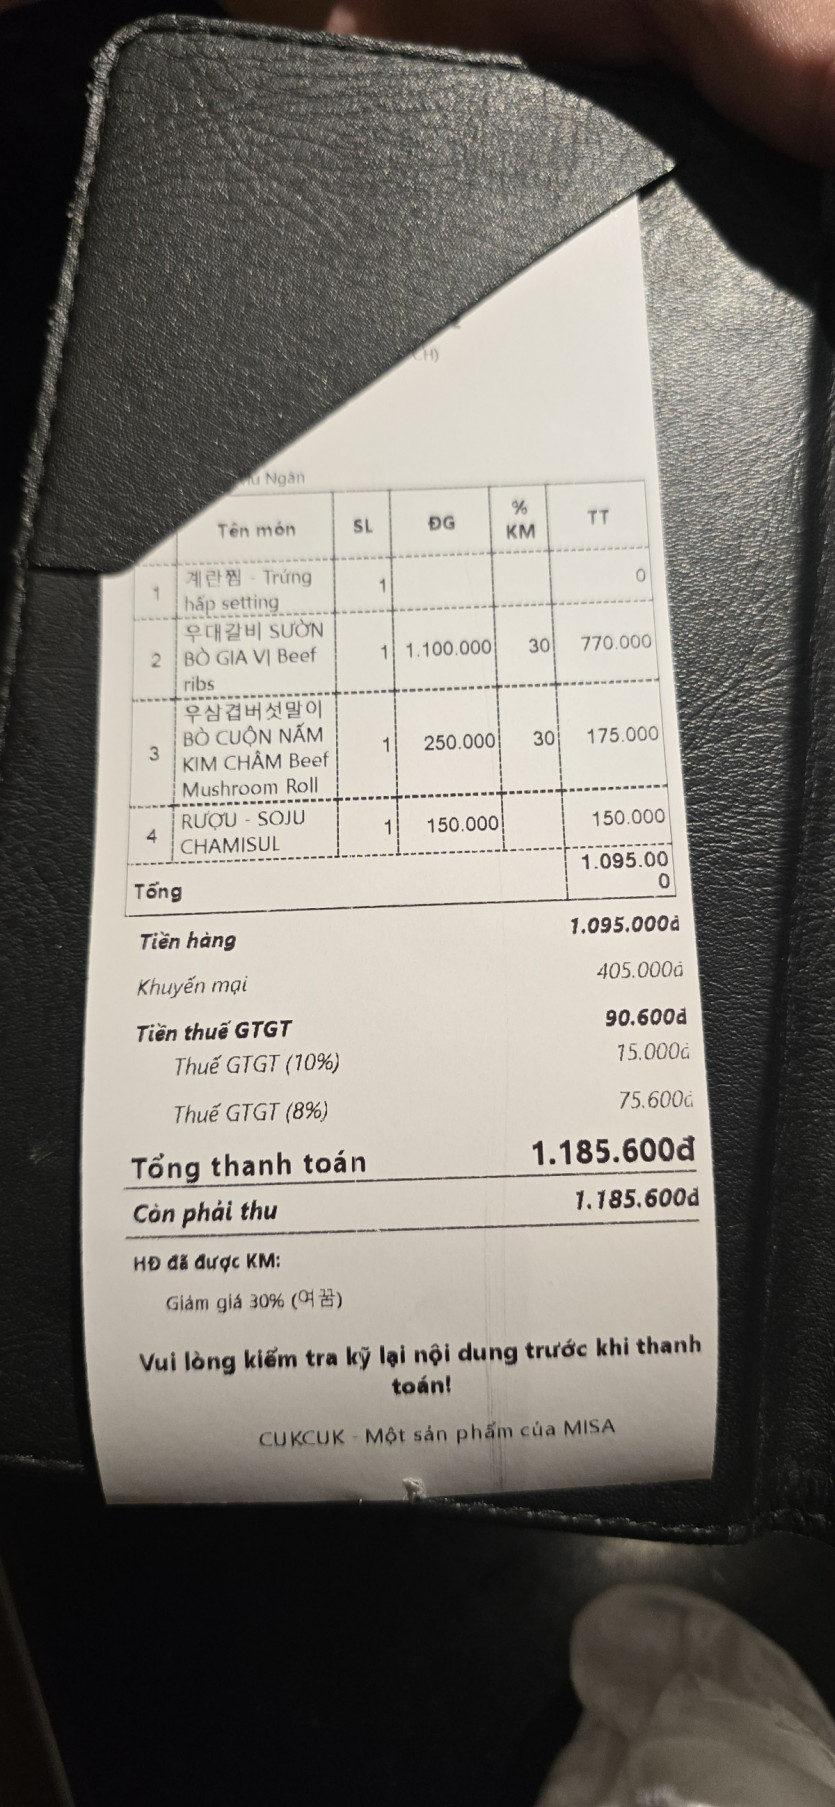 CH)
Ngân
Tên món SL ĐG % KM TT
1 계란찜 - Trứng hấp setting 1 0
2 우대갈비 SƯỜN BÒ GIA VỊ Beef ribs 1 1.100.000 30 770.000
3 우삼겹버섯말이 BÒ CUỘN NẤM KIM CHÂM Beef Mushroom Roll 1 250.000 30 175.000
4 RƯỢU - SOJU CHAMISUL 1 150.000 150.000
Tổng 1.095.000
Tiền hàng 1.095.000đ
Khuyến mại 405.000đ
Tiền thuế GTGT 90.600đ
Thuế GTGT (10%) 15.000đ
Thuế GTGT (8%) 75.600đ
Tổng thanh toán 1.185.600đ
Còn phải thu 1.185.600đ
HĐ đã được KM:
Giảm giá 30% (여꿈)
Vui lòng kiểm tra kỹ lại nội dung trước khi thanh
toán!
CUKCUK - Một sản phẩm của MISA